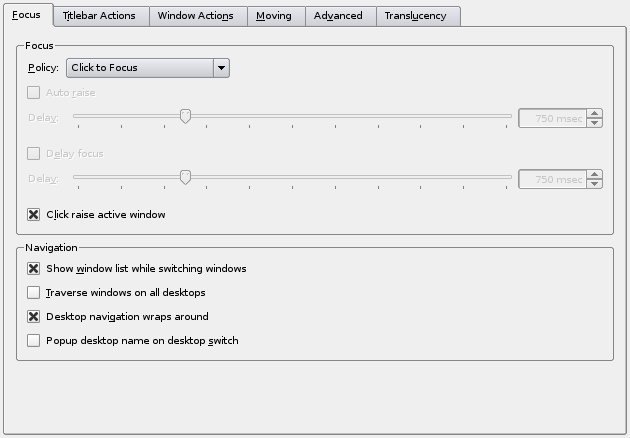 Focus Titlebar Actions Window Actions Moving Advanced Translucency
Focus
Policy: Click to Focus
Auto raise
Delay: 750 msec
Delay focus
Delay: 750 msec
Click raise active window
Navigation
Show window list while switching windows
Traverse windows on all desktops
Desktop navigation wraps around
Popup desktop name on desktop switch